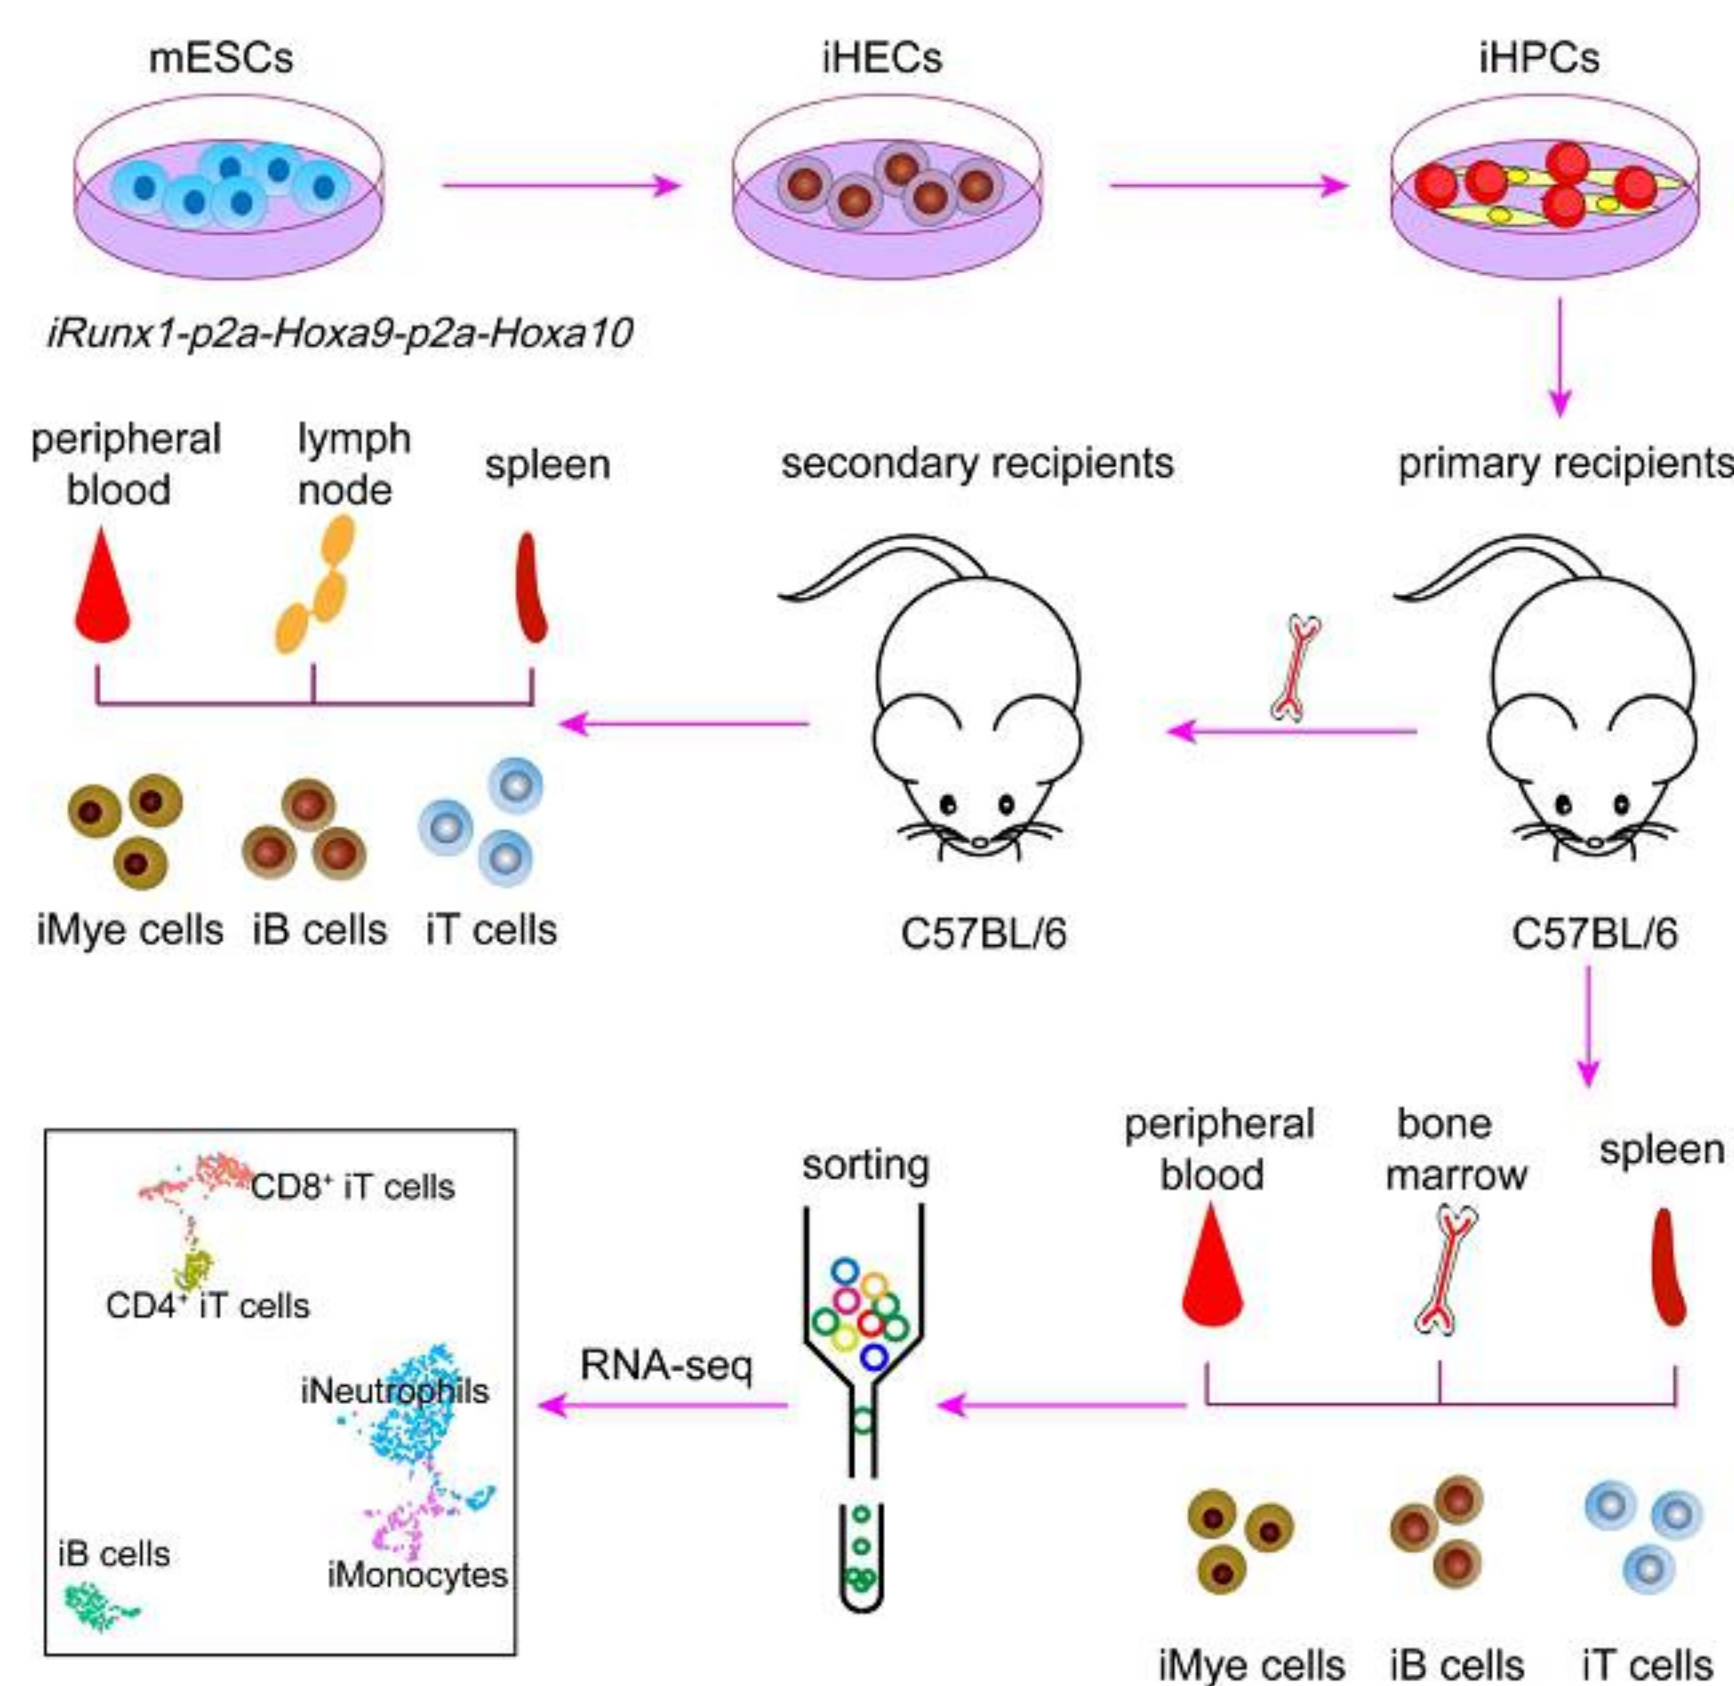 mESCs
iHECs
iHPCs
iRunx1-p2a-Hoxa9-p2a-Hoxa10
peripheral
blood
lymph
node
spleen
secondary recipients
primary recipients
iMye cells
iB cells
iT cells
C57BL/6
C57BL/6
peripheral
blood
bone
marrow
spleen
sorting
RNA-seq
CD8⁺ iT cells
CD4⁺ iT cells
iNeutrophils
iB cells
iMonocytes
iMye cells
iB cells
iT cells